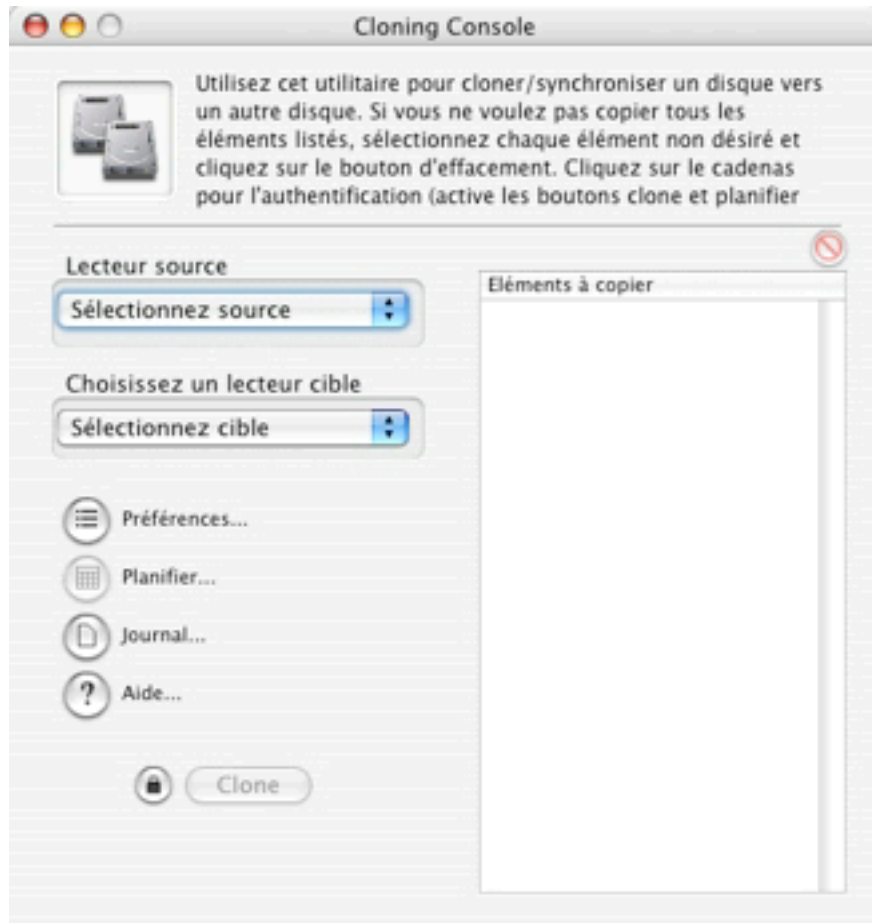 Cloning Console
Utilisez cet utilitaire pour cloner/synchroniser un disque vers
un autre disque. Si vous ne voulez pas copier tous les
éléments listés, sélectionnez chaque élément non désiré et
cliquez sur le bouton d'effacement. Cliquez sur le cadenas
pour l'authentification (active les boutons clone et planifier
Lecteur source
Sélectionnez source
Choisissez un lecteur cible
Sélectionnez cible
Préférences...
Planifier...
Journal...
? Aide...
Clone
Eléments à copier